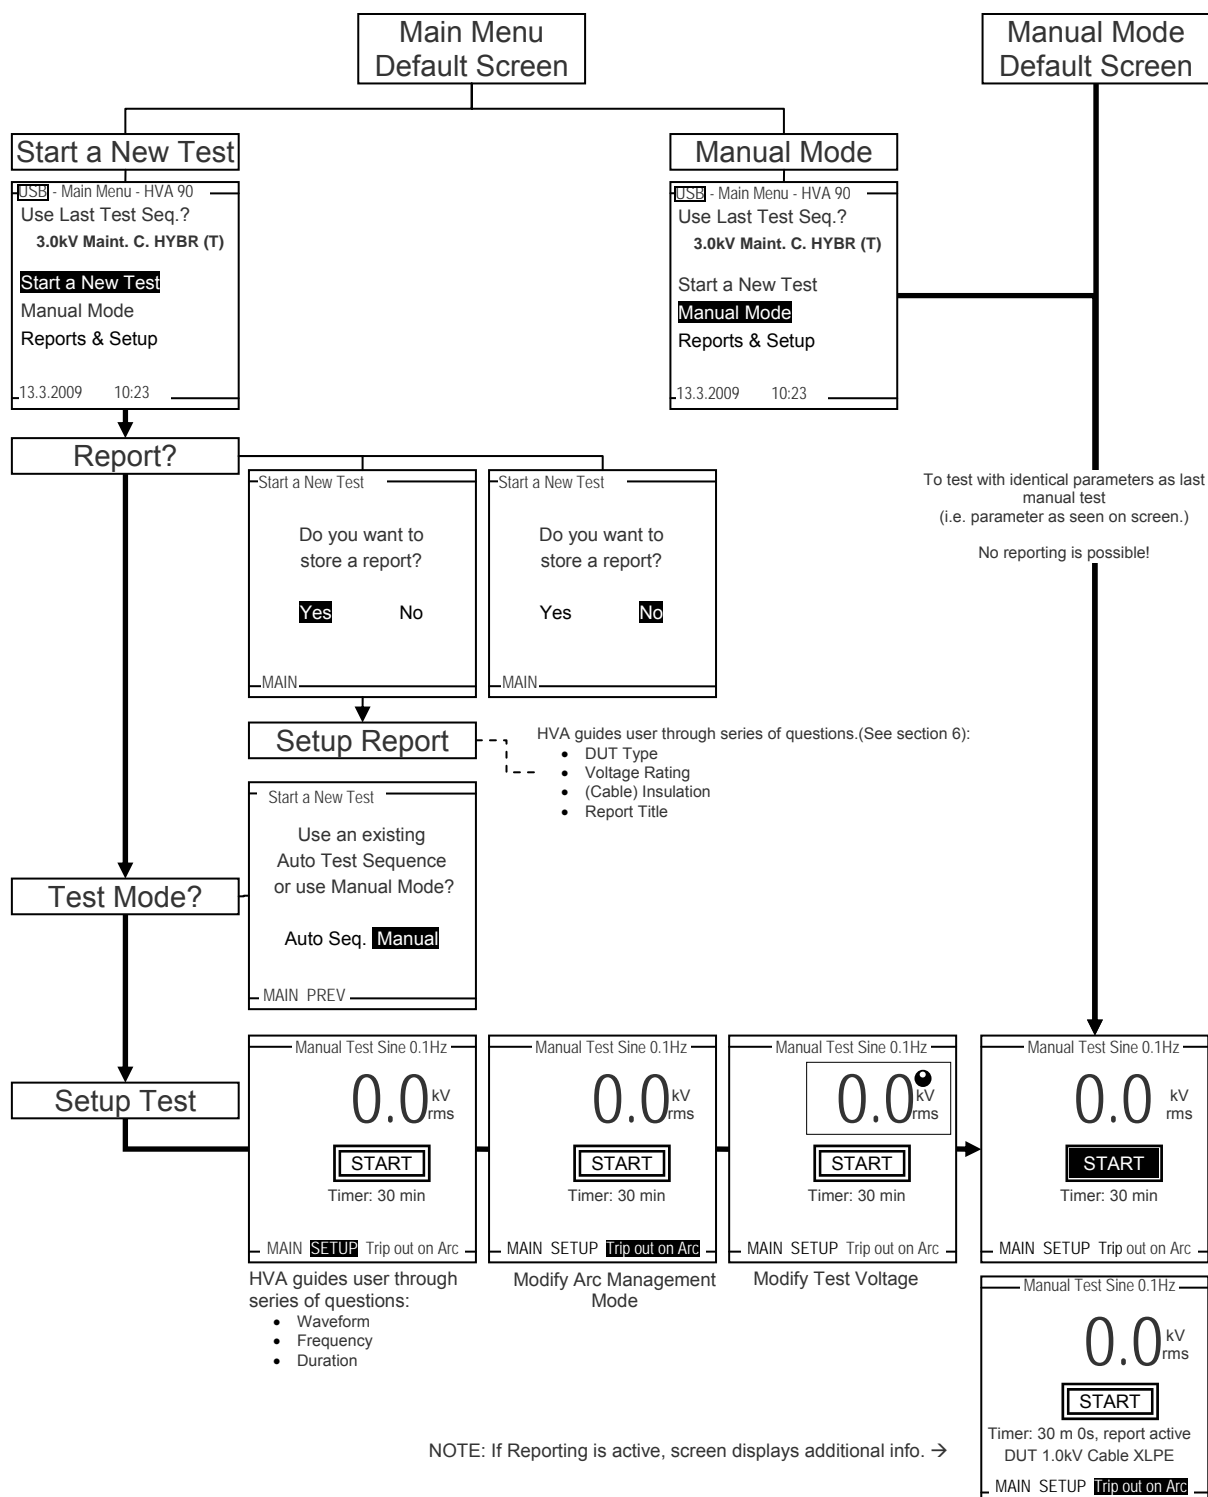 Main Menu
Default Screen
Manual Mode
Default Screen
Start a New Test
Manual Mode
USB - Main Menu - HVA 90
Use Last Test Seq.?
3.0kV Maint. C. HYBR (T)
Start a New Test
Manual Mode
Reports & Setup
13.3.2009 10:23
USB - Main Menu - HVA 90
Use Last Test Seq.?
3.0kV Maint. C. HYBR (T)
Start a New Test
Manual Mode
Reports & Setup
13.3.2009 10:23
Report?
Start a New Test
Do you want to
store a report?
Yes No
MAIN
Start a New Test
Do you want to
store a report?
Yes No
MAIN
To test with identical parameters as last
manual test
(i.e. parameter as seen on screen.)
No reporting is possible!
Setup Report
HVA guides user through series of questions.(See section 6):
• DUT Type
• Voltage Rating
• (Cable) Insulation
• Report Title
Start a New Test
Use an existing
Auto Test Sequence
or use Manual Mode?
Auto Seq. Manual
MAIN PREV
Test Mode?
Setup Test
Manual Test Sine 0.1Hz
0.0 kV
rms
START
Timer: 30 min
MAIN SETUP Trip out on Arc
HVA guides user through
series of questions:
• Waveform
• Frequency
• Duration
Manual Test Sine 0.1Hz
0.0 kV
rms
START
Timer: 30 min
MAIN SETUP Trip out on Arc
Modify Arc Management
Mode
Manual Test Sine 0.1Hz
0.0 kV
rms
START
Timer: 30 min
MAIN SETUP Trip out on Arc
Modify Test Voltage
Manual Test Sine 0.1Hz
0.0 kV
rms
START
Timer: 30 min
MAIN SETUP Trip out on Arc
Manual Test Sine 0.1Hz
0.0 kV
rms
START
Timer: 30 m 0s, report active
DUT 1.0kV Cable XLPE
MAIN SETUP Trip out on Arc
NOTE: If Reporting is active, screen displays additional info. →